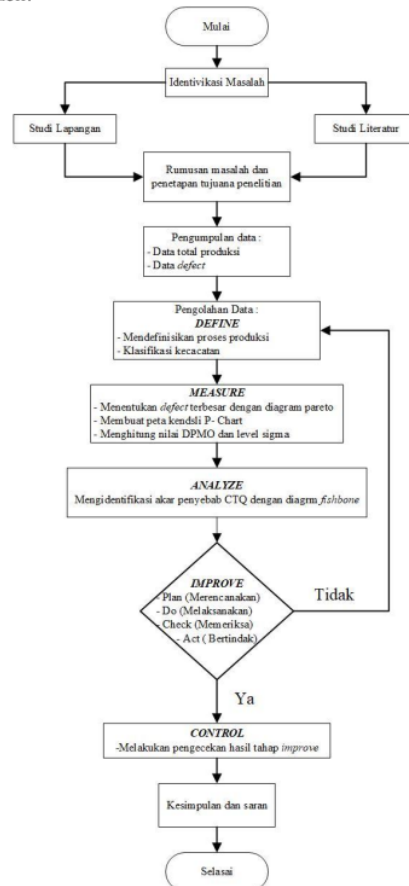 Mulai
Identivikasi Masalah
Studi Lapangan
Studi Literatur
Rumusan masalah dan
penetapan tujuana penelitian
Pengumpulan data :
- Data total produksi
- Data defect
Pengolahan Data :
DEFINE
- Mendefinisikan proses produksi
- Klasifikasi kecacatan
MEASURE
- Menentukan defect terbesar dengan diagram pareto
- Membuat peta kendsli P- Chart
- Menghitung nilai DPMO dan level sigma
ANALYZE
Mengidentifikasi akar penyebab CTQ dengan diagrm fishbone
IMPROVE
- Plan (Merencanakan)
- Do (Melaksanakan)
- Check (Memeriksa)
- Act ( Bertindak)
Tidak
Ya
CONTROL
-Melakukan pengecekan hasil tahap improve
Kesimpulan dan saran
Selasai